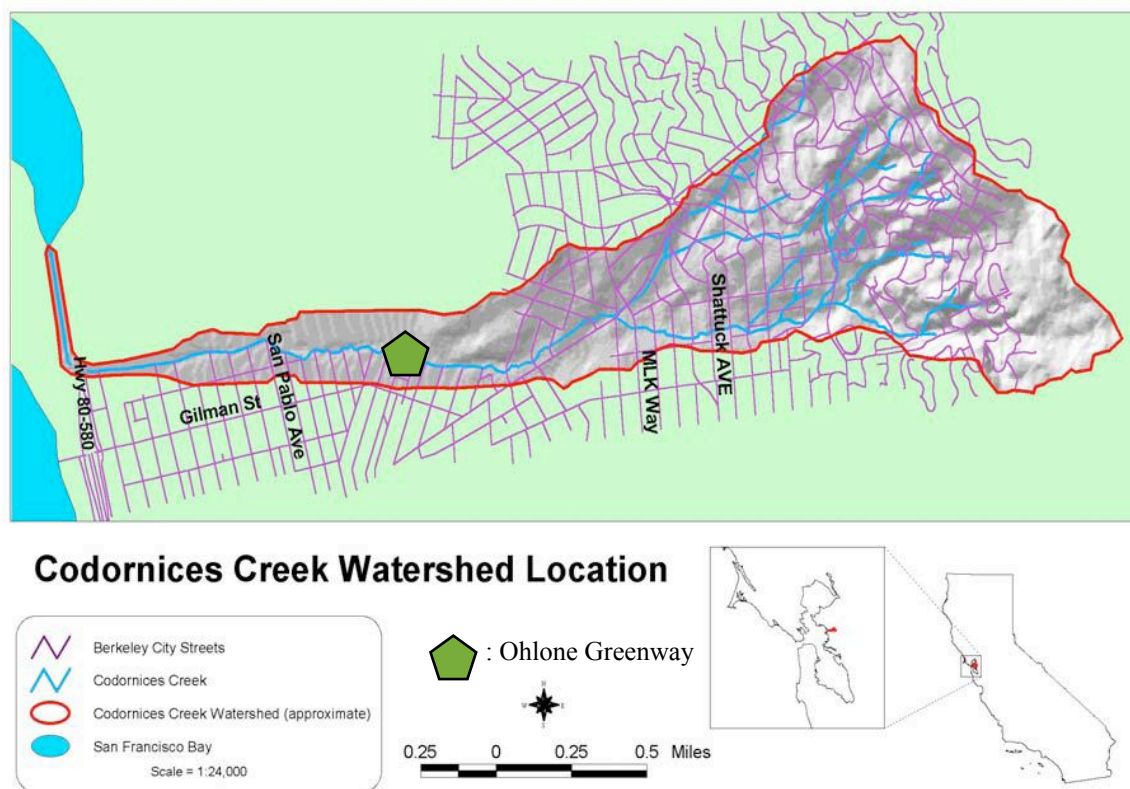 Hwy 80-580
Gilman St
San Pablo Ave
MLK Way
Shattuck AVE
Codornices Creek Watershed Location
Berkeley City Streets
Codornices Creek
Codornices Creek Watershed (approximate)
San Francisco Bay
Scale = 1:24,000
: Ohlone Greenway
N
W E
S
0.25 0 0.25 0.5 Miles